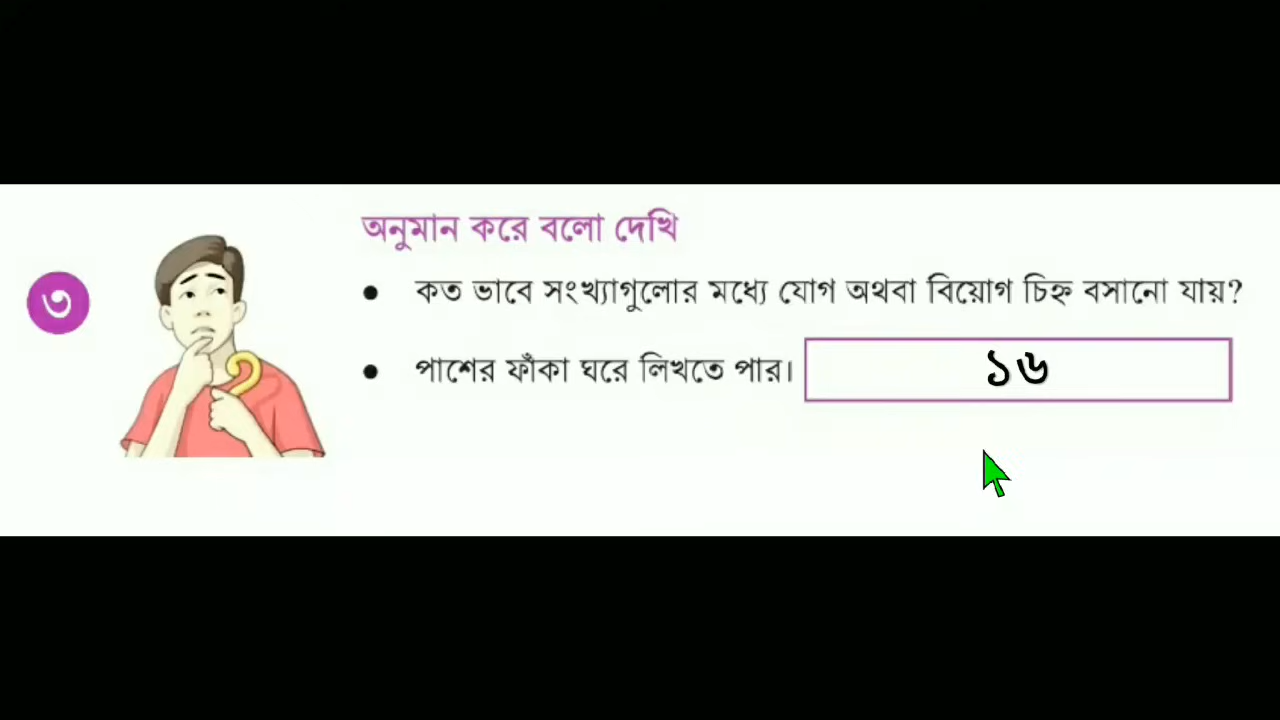 অনুমান করে বলো দেখি
৩
● কত ভাবে সংখ্যাগুলোর মধ্যে যোগ অথবা বিয়োগ চিহ্ন বসানো যায়?
● পাশের ফাঁকা ঘরে লিখতে পার। ১৬